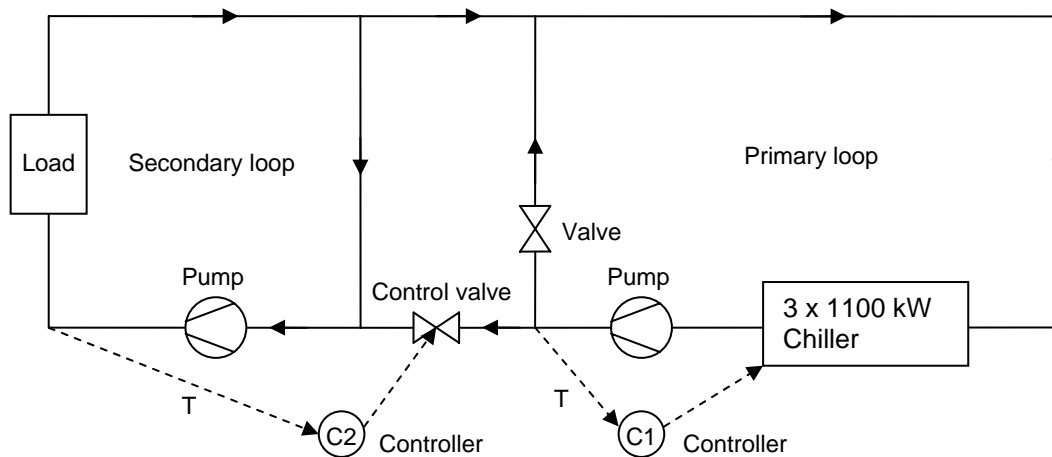 Load
Secondary loop
Primary loop
Valve
Pump
Control valve
Pump
3 x 1100 kW
Chiller
T
T
C2
Controller
C1
Controller